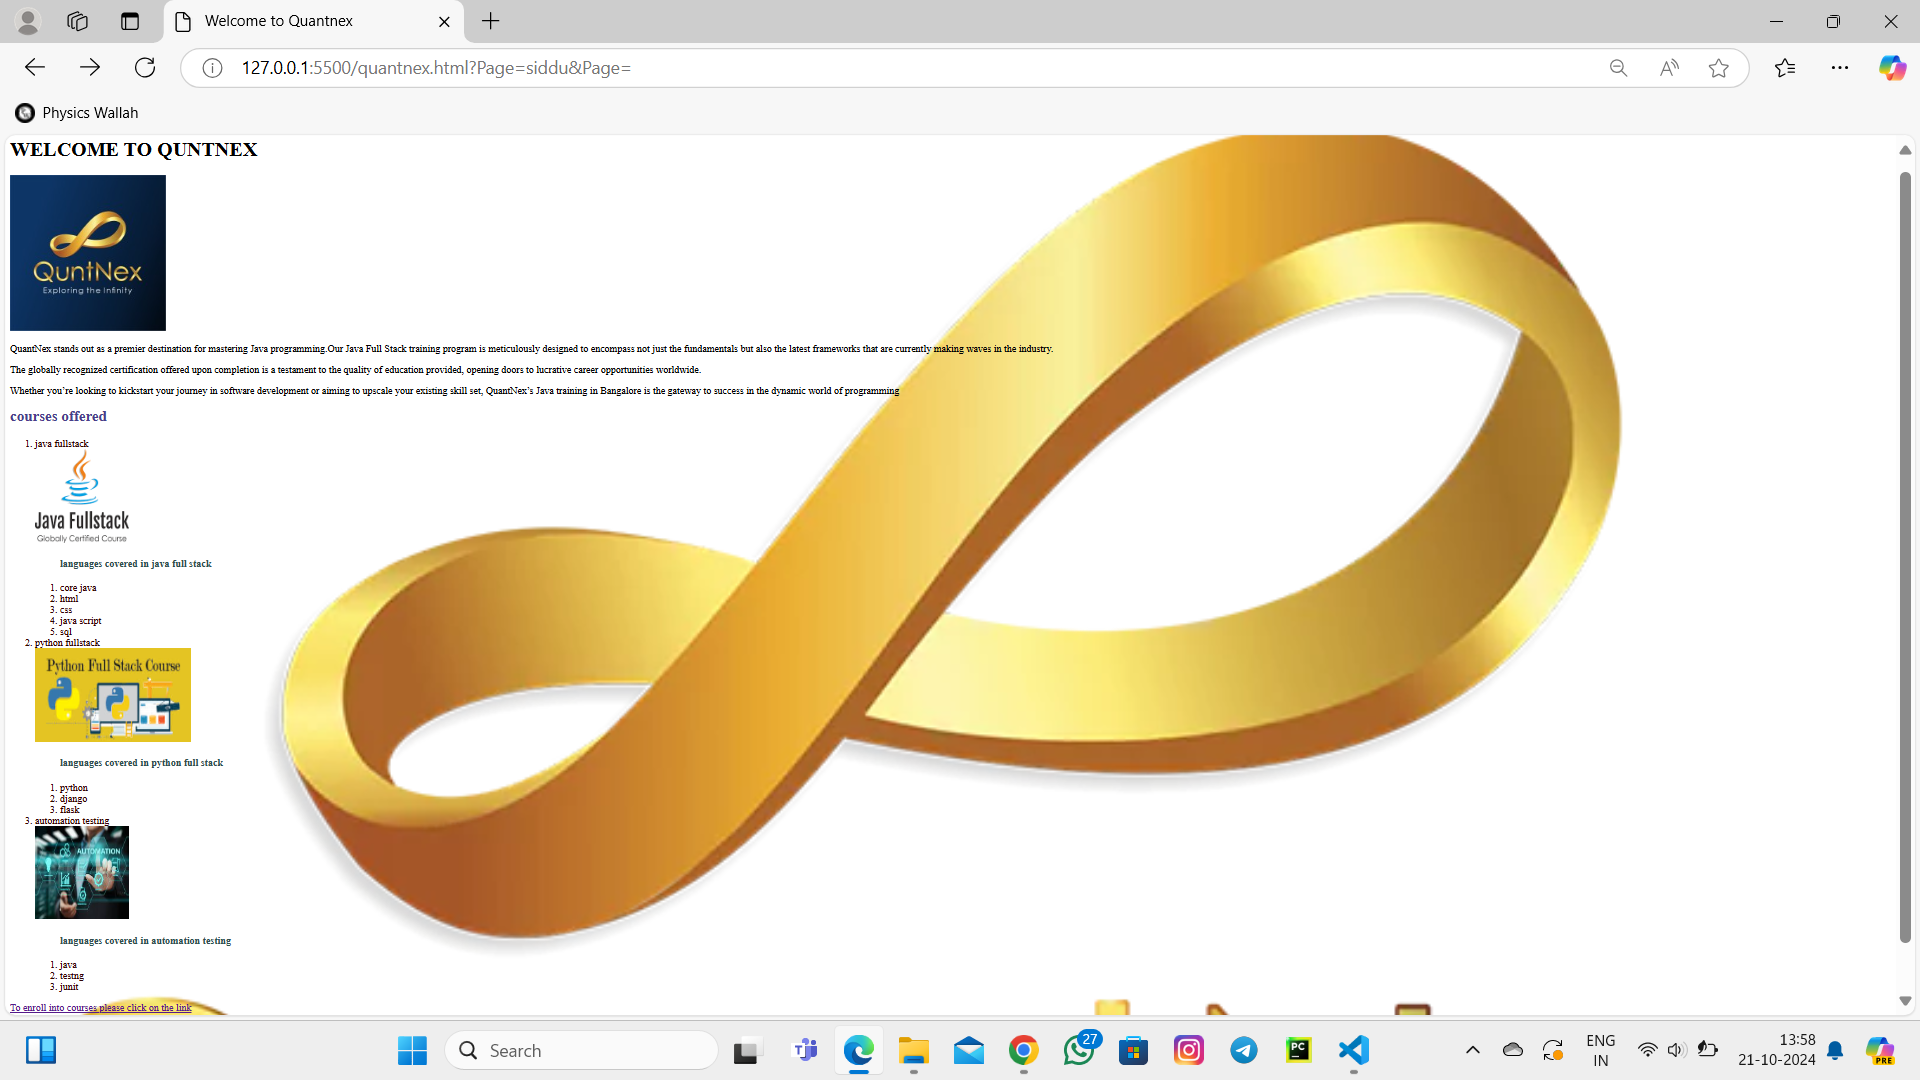 Welcome to Quantnex
127.0.0.1:5500/quantnex.html?Page=siddu&Page=
Physics Wallah
WELCOME TO QUNTNEX
QuntNex
Exploring the Infinity
QuantNex stands out as a premier destination for mastering Java programming.Our Java Full Stack training program is meticulously designed to encompass not just the fundamentals but also the latest frameworks that are currently making waves in the industry.
The globally recognized certification offered upon completion is a testament to the quality of education provided, opening doors to lucrative career opportunities worldwide.
Whether you’re looking to kickstart your journey in software development or aiming to upscale your existing skill set, QuantNex’s Java training in Bangalore is the gateway to success in the dynamic world of programming
courses offered
1. java fullstack
Java Fullstack
Globally Certified Course
languages covered in java full stack
1. core java
2. html
3. css
4. java script
5. sql
2. python fullstack
Python Full Stack Course
languages covered in python full stack
1. python
2. django
3. flask
3. automation testing
AUTOMATION
languages covered in automation testing
1. java
2. testng
3. junit
To enroll into courses please click on the link
Search
27
ENG
IN
13:58
21-10-2024
PRE